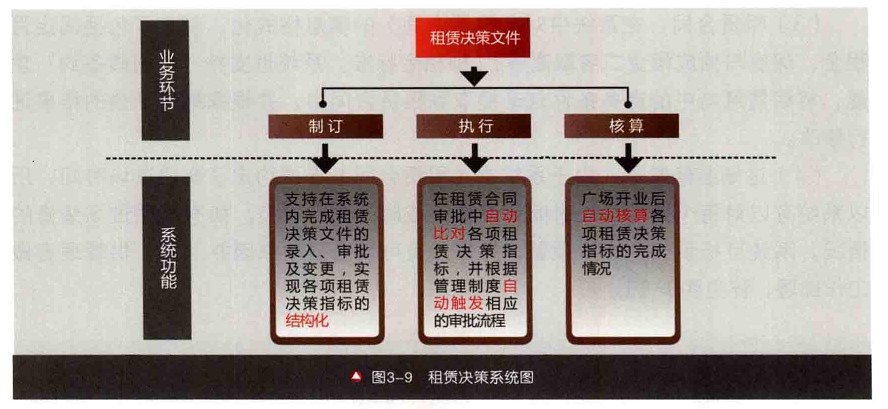 业务环节
租赁决策文件
制订
执行
核算
系统功能
支持在系统
内完成租赁
决策文件的
录入、审批
及变更，实
现各项租赁
决策指标的
结构化
在租赁合同
审批中自动
比对各项租
赁决策指
标，并根据
管理制度自
动触发相应
的审批流程
广场开业后
自动核算各
项租赁决策
指标的完成
情况
图3-9 租赁决策系统图